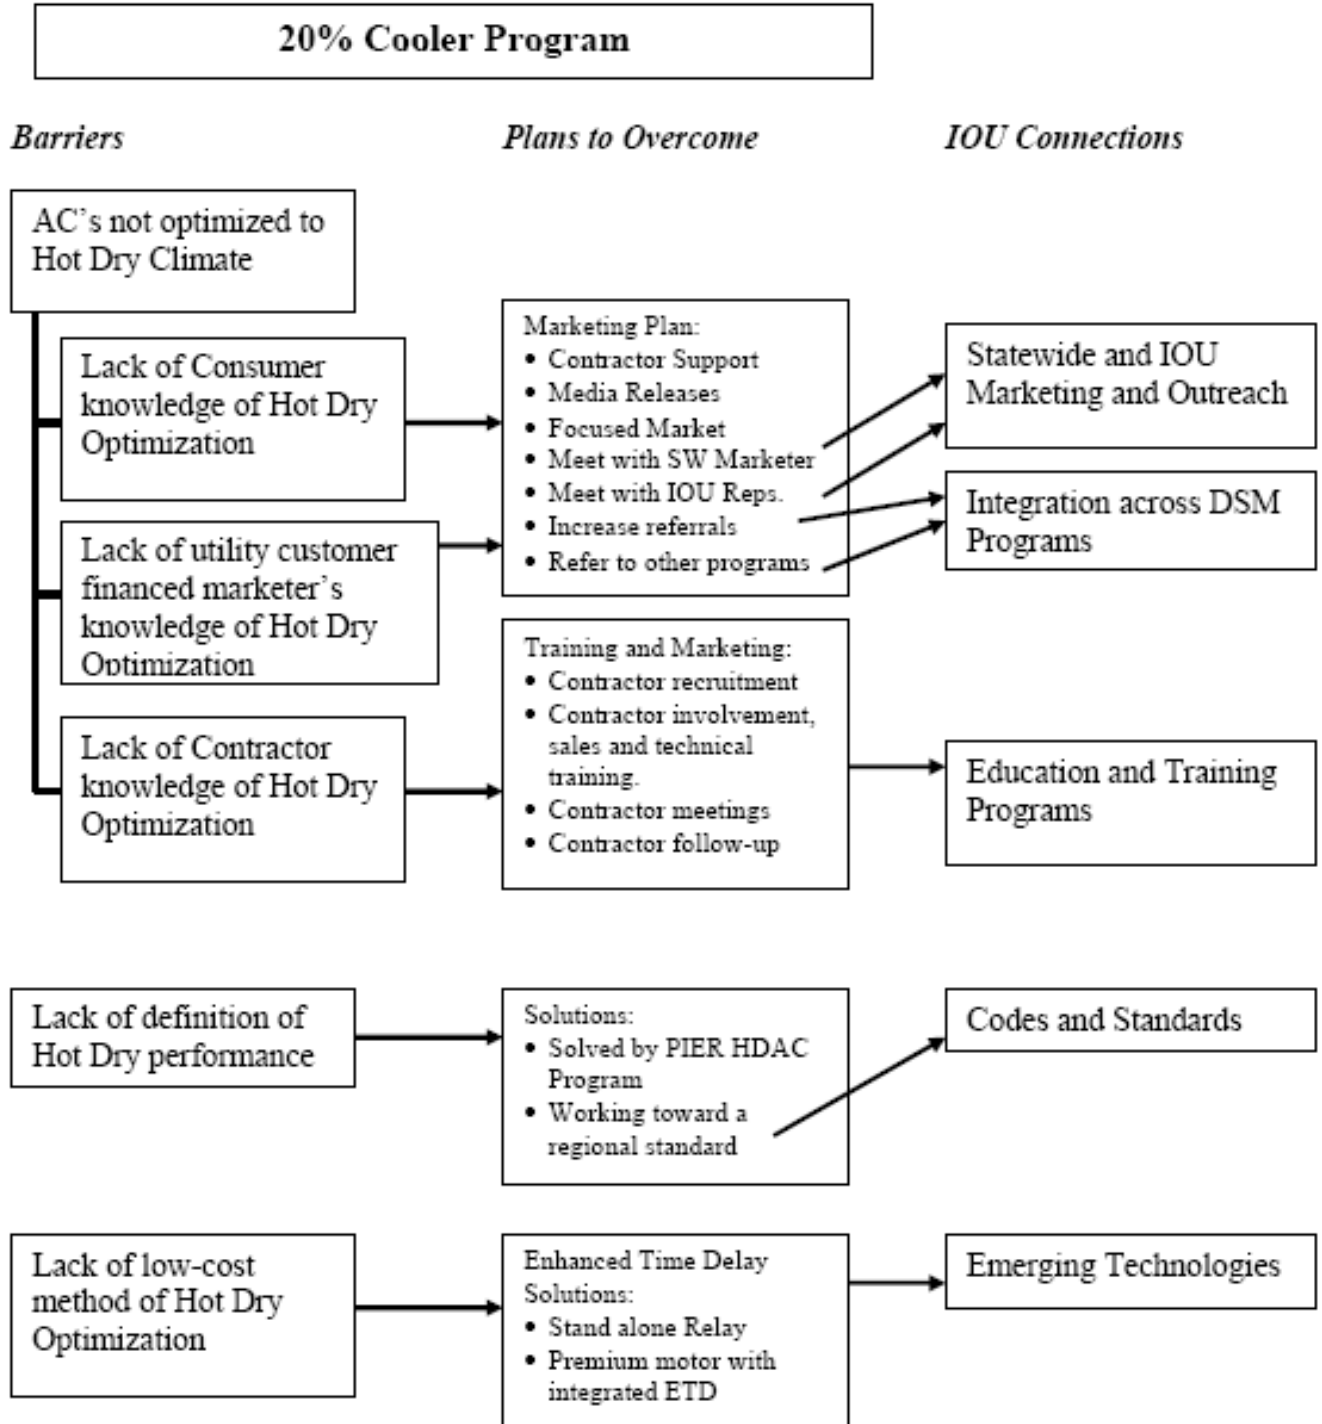 20% Cooler Program
Barriers
Plans to Overcome
IOU Connections
AC's not optimized to
Hot Dry Climate
Lack of Consumer
knowledge of Hot Dry
Optimization
Lack of utility customer
financed marketer's
knowledge of Hot Dry
Optimization
Lack of Contractor
knowledge of Hot Dry
Optimization
Marketing Plan:
• Contractor Support
• Media Releases
• Focused Market
• Meet with SW Marketer
• Meet with IOU Reps.
• Increase referrals
• Refer to other programs
Training and Marketing:
• Contractor recruitment
• Contractor involvement,
sales and technical
training.
• Contractor meetings
• Contractor follow-up
Statewide and IOU
Marketing and Outreach
Integration across DSM
Programs
Education and Training
Programs
Lack of definition of
Hot Dry performance
Solutions:
• Solved by PIER HDAC
Program
• Working toward a
regional standard
Codes and Standards
Lack of low-cost
method of Hot Dry
Optimization
Enhanced Time Delay
Solutions:
• Stand alone Relay
• Premium motor with
integrated ETD
Emerging Technologies